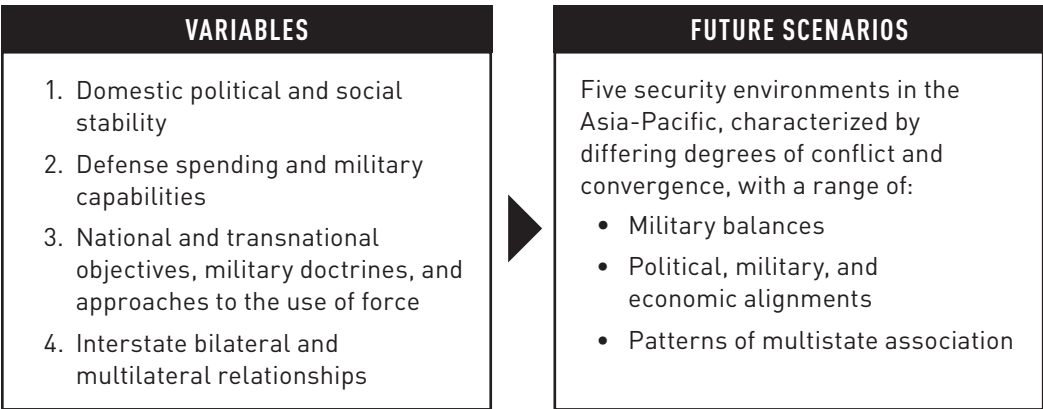 VARIABLES
1. Domestic political and social
stability
2. Defense spending and military
capabilities
3. National and transnational
objectives, military doctrines, and
approaches to the use of force
4. Interstate bilateral and
multilateral relationships
FUTURE SCENARIOS
Five security environments in the
Asia-Pacific, characterized by
differing degrees of conflict and
convergence, with a range of:
• Military balances
• Political, military, and
economic alignments
• Patterns of multistate association